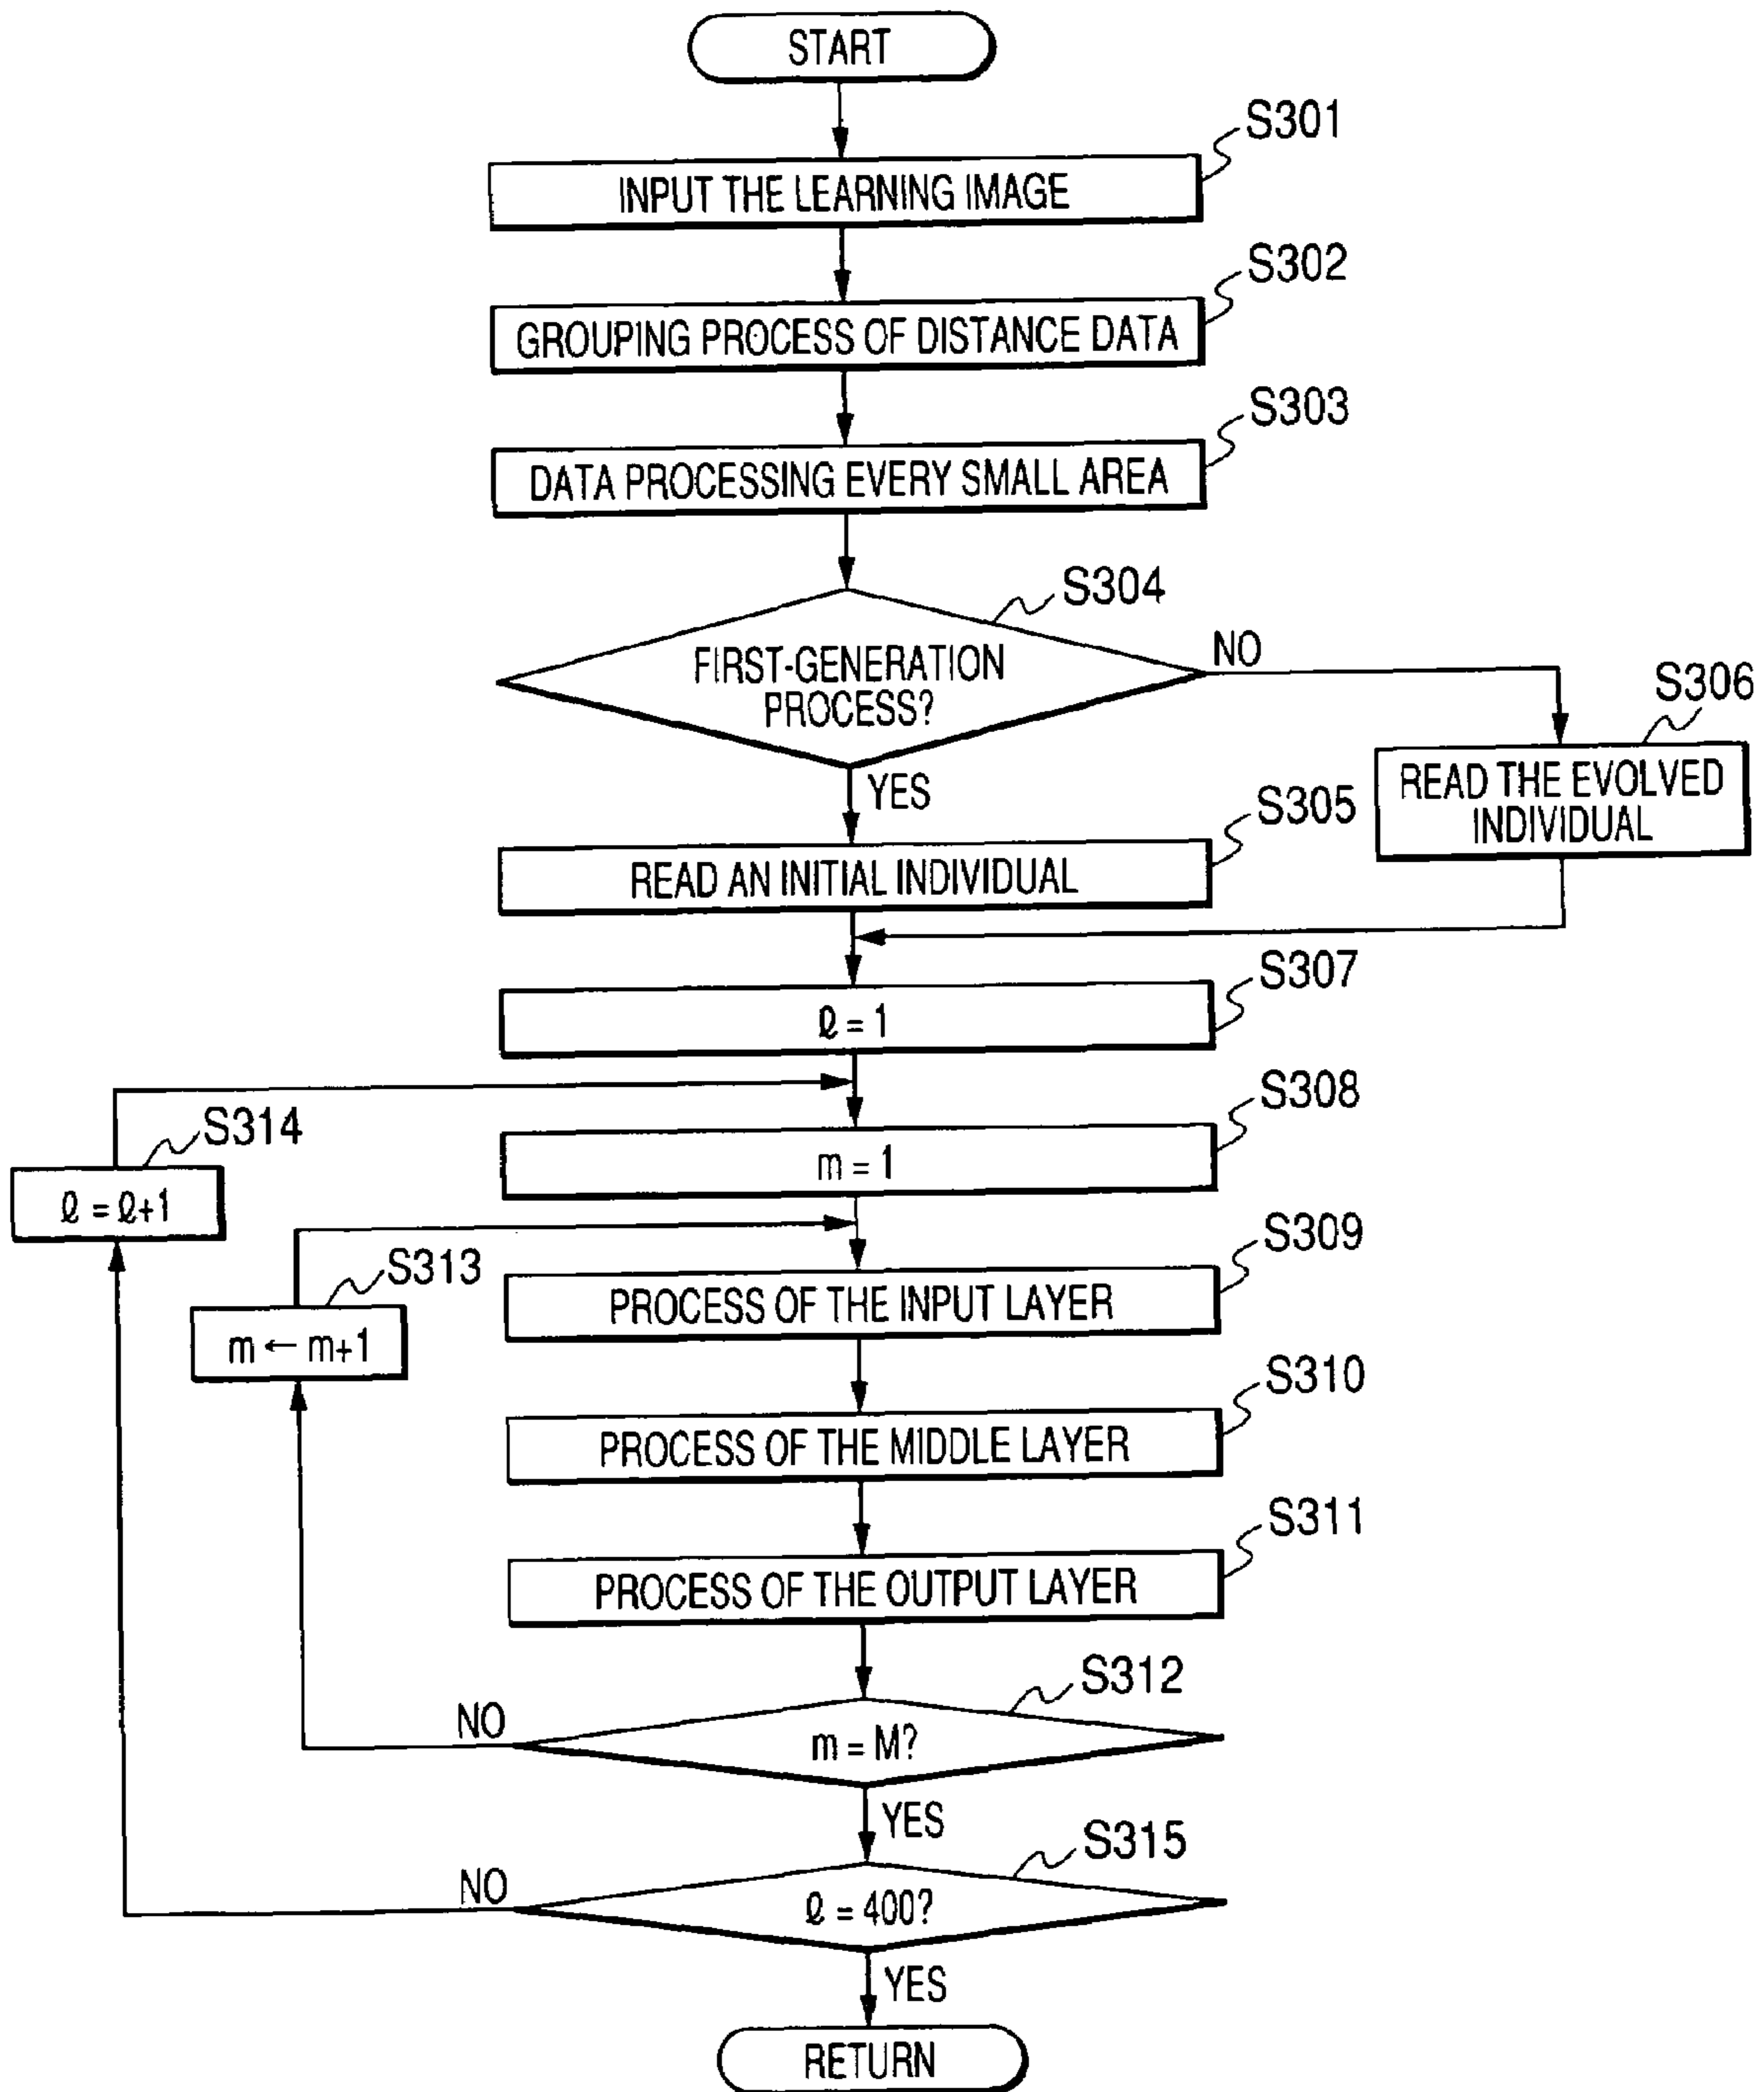 START
S301
INPUT THE LEARNING IMAGE
S302
GROUPING PROCESS OF DISTANCE DATA
S303
DATA PROCESSING EVERY SMALL AREA
S304
FIRST-GENERATION
PROCESS?
NO
YES
S306
READ THE EVOLVED
INDIVIDUAL
S305
READ AN INITIAL INDIVIDUAL
S307
ℓ = 1
S308
m = 1
S314
ℓ = ℓ+1
S313
m ← m+1
S309
PROCESS OF THE INPUT LAYER
S310
PROCESS OF THE MIDDLE LAYER
S311
PROCESS OF THE OUTPUT LAYER
S312
m = M?
NO
YES
S315
ℓ = 400?
NO
YES
RETURN